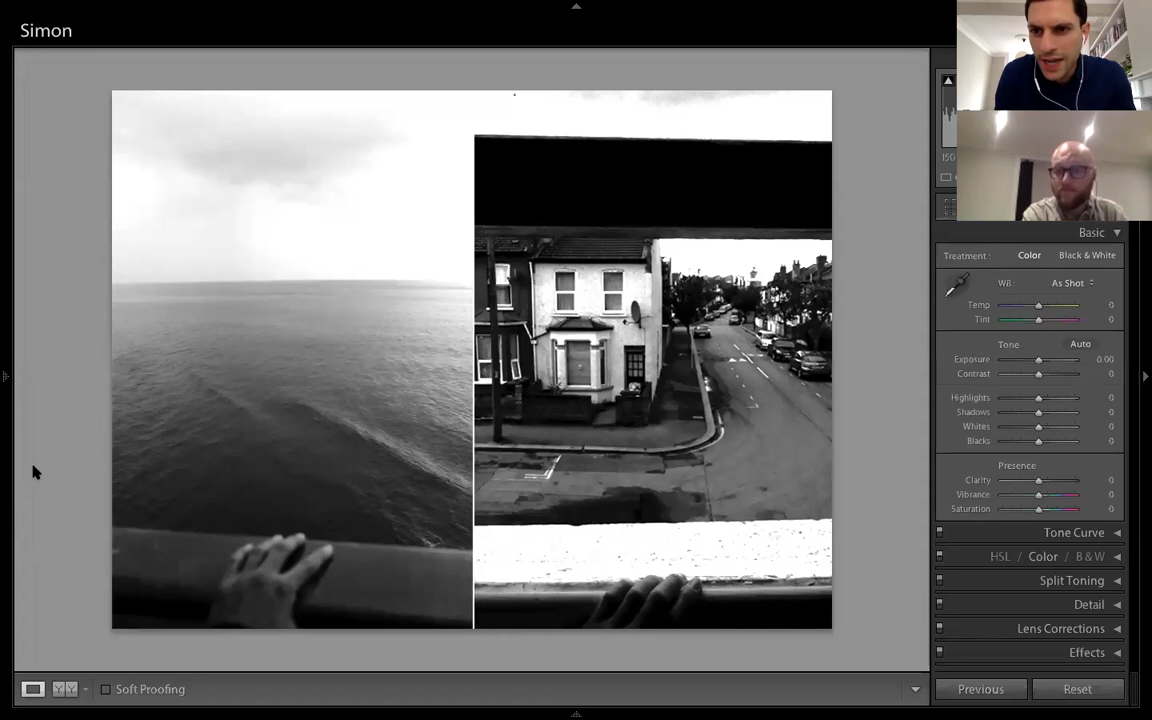 Simon
ISO
Basic
Treatment : Color Black & White
WB: As Shot
Temp 0
Tint 0
Tone Auto
Exposure 0.00
Contrast 0
Highlights 0
Shadows 0
Whites 0
Blacks 0
Presence
Clarity 0
Vibrance 0
Saturation 0
Tone Curve
HSL / Color / B & W
Split Toning
Detail
Lens Corrections
Effects
Soft Proofing
Previous Reset